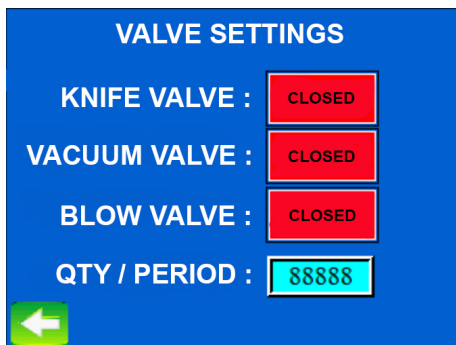 VALVE SETTINGS
KNIFE VALVE : CLOSED
VACUUM VALVE : CLOSED
BLOW VALVE : CLOSED
QTY / PERIOD : 88888